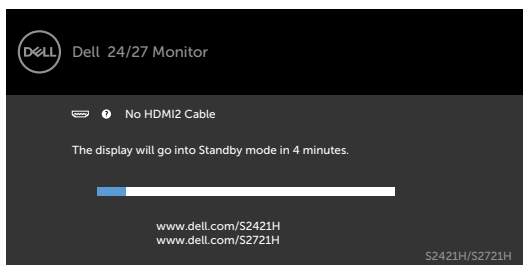 DELL
Dell 24/27 Monitor
? No HDMI2 Cable
The display will go into Standby mode in 4 minutes.
www.dell.com/S2421H
www.dell.com/S2721H
S2421H/S2721H